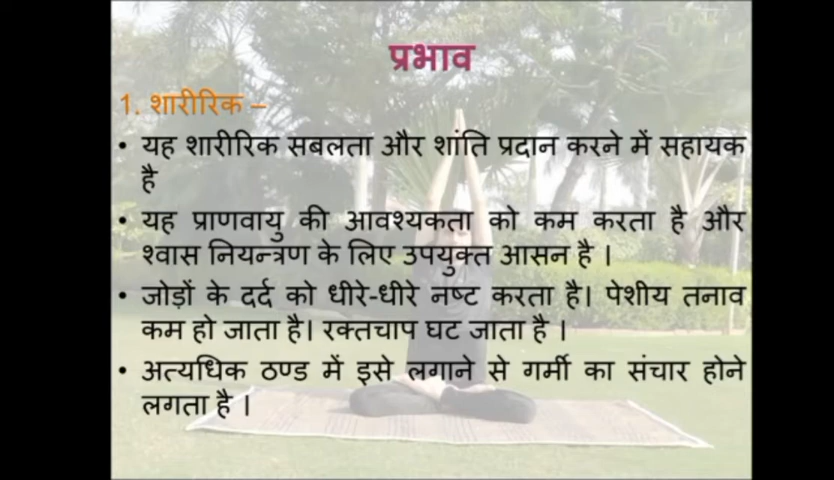 प्रभाव
1. शारीरिक –
• यह शारीरिक सबलता और शांति प्रदान करने में सहायक
है
• यह प्राणवायु की आवश्यकता को कम करता है और
श्वास नियन्त्रण के लिए उपयुक्त आसन है ।
• जोड़ों के दर्द को धीरे-धीरे नष्ट करता है। पेशीय तनाव
कम हो जाता है। रक्तचाप घट जाता है ।
• अत्यधिक ठण्ड में इसे लगाने से गर्मी का संचार होने
लगता है ।